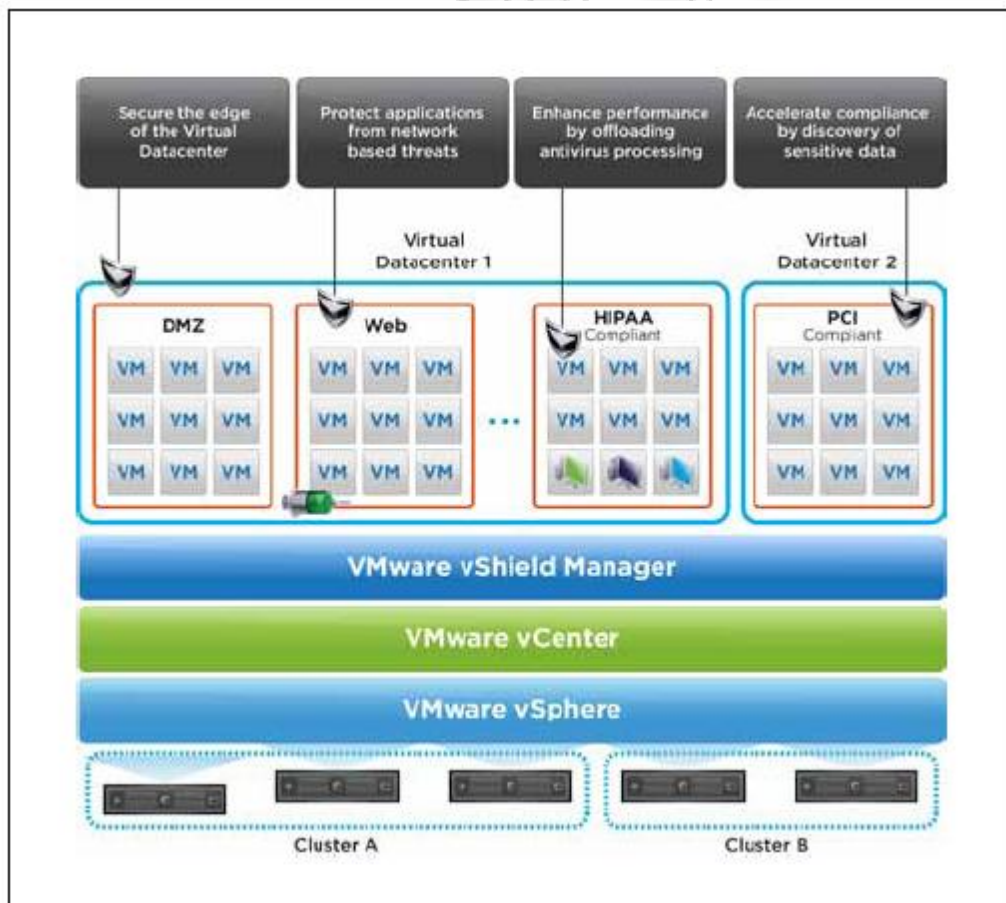 Secure the edge
of the Virtual
Datacenter
Protect applications
from network
based threats
Enhance performance
by offloading
antivirus processing
Accelerate compliance
by discovery of
sensitive data
Virtual
Datacenter 1
Virtual
Datacenter 2
DMZ
VM VM VM
VM VM VM
VM VM VM
Web
VM VM VM
VM VM VM
VM VM VM
...
HIPAA
Compliant
VM VM VM
VM VM VM
PCI
Compliant
VM VM VM
VM VM VM
VM VM VM
VMware vShield Manager
VMware vCenter
VMware vSphere
Cluster A
Cluster B